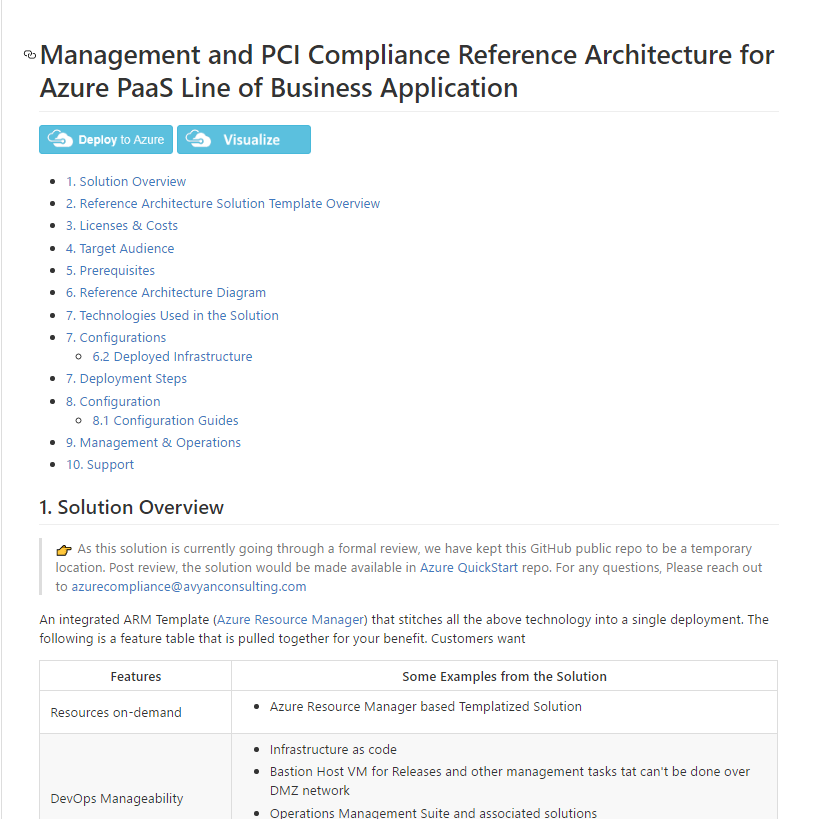 Management and PCI Compliance Reference Architecture for
Azure PaaS Line of Business Application
Deploy to Azure
Visualize
1. Solution Overview
2. Reference Architecture Solution Template Overview
3. Licenses & Costs
4. Target Audience
5. Prerequisites
6. Reference Architecture Diagram
7. Technologies Used in the Solution
7. Configurations
6.2 Deployed Infrastructure
7. Deployment Steps
8. Configuration
8.1 Configuration Guides
9. Management & Operations
10. Support
1. Solution Overview
As this solution is currently going through a formal review, we have kept this GitHub public repo to be a temporary
location. Post review, the solution would be made available in Azure QuickStart repo. For any questions, Please reach out
to azurecompliance@avyanconsulting.com
An integrated ARM Template (Azure Resource Manager) that stitches all the above technology into a single deployment. The
following is a feature table that is pulled together for your benefit. Customers want
Features
Some Examples from the Solution
Resources on-demand
Azure Resource Manager based Templatized Solution
DevOps Manageability
Infrastructure as code
Bastion Host VM for Releases and other management tasks tat can't be done over
DMZ network
Operations Management Suite and associated solutions